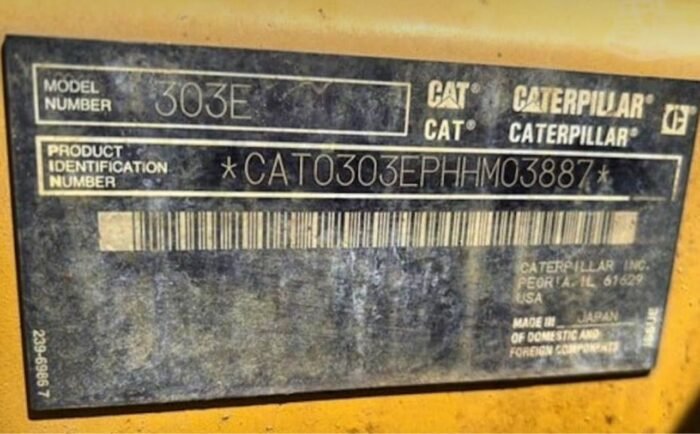 MODEL
NUMBER
303E
CAT® CATERPILLAR®
CAT® CATERPILLAR®
PRODUCT
IDENTIFICATION
NUMBER
*CAT0303EPHHM03887*
CATERPILLAR INC.
PEORIA, IL 61629
USA
MADE IN JAPAN
OF DOMESTIC AND
FOREIGN COMPONENTS
239-6986 7